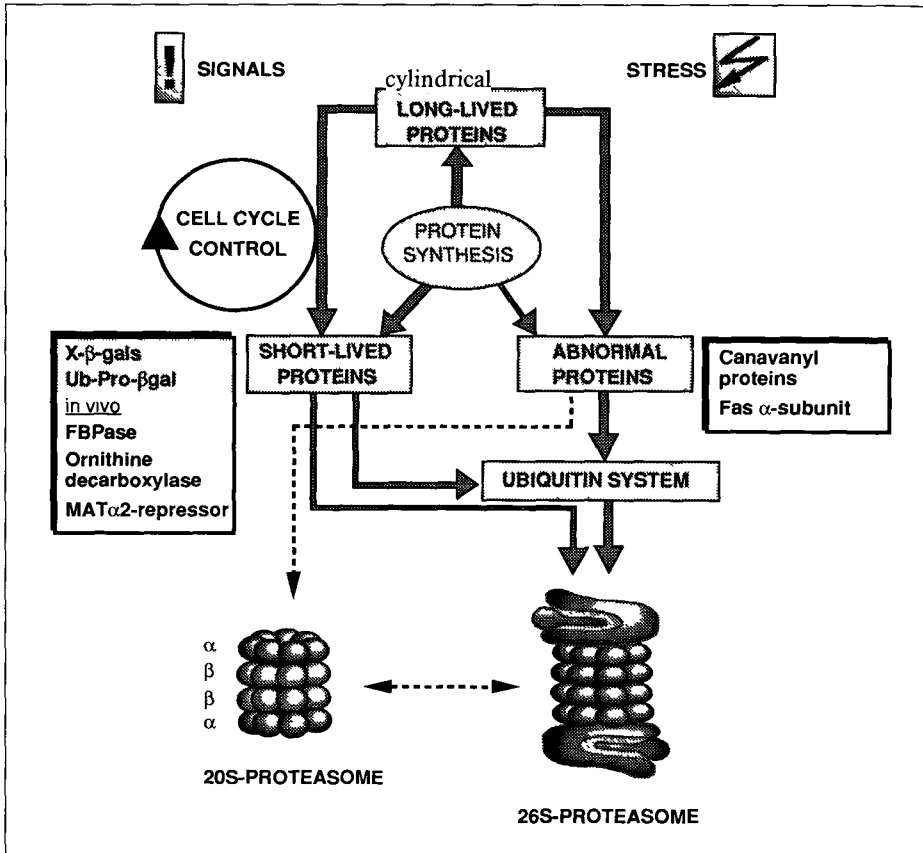 SIGNALS
STRESS
cylindrical
LONG-LIVED
PROTEINS
CELL CYCLE
CONTROL
PROTEIN
SYNTHESIS
X-β-gals
Ub-Pro-βgal
in vivo
FBPase
Ornithine
decarboxylase
MATα2-repressor
SHORT-LIVED
PROTEINS
ABNORMAL
PROTEINS
Canavanyl
proteins
Fas α-subunit
UBIQUITIN SYSTEM
α
β
β
α
20S-PROTEASOME
26S-PROTEASOME